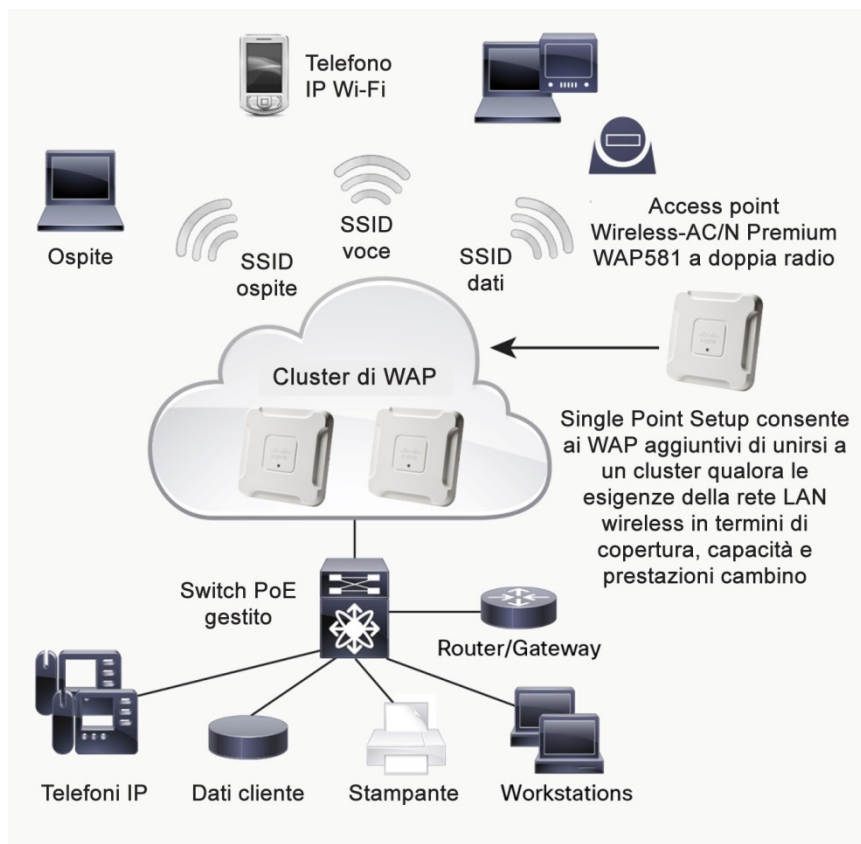 Telefono
IP Wi-Fi
Ospite
SSID
ospite
SSID
voce
SSID
dati
Access point
Wireless-AC/N Premium
WAP581 a doppia radio
Cluster di WAP
Single Point Setup consente
ai WAP aggiuntivi di unirsi a
un cluster qualora le
esigenze della rete LAN
wireless in termini di
copertura, capacità e
prestazioni cambino
Switch PoE
gestito
Router/Gateway
Telefoni IP
Dati cliente
Stampante
Workstations